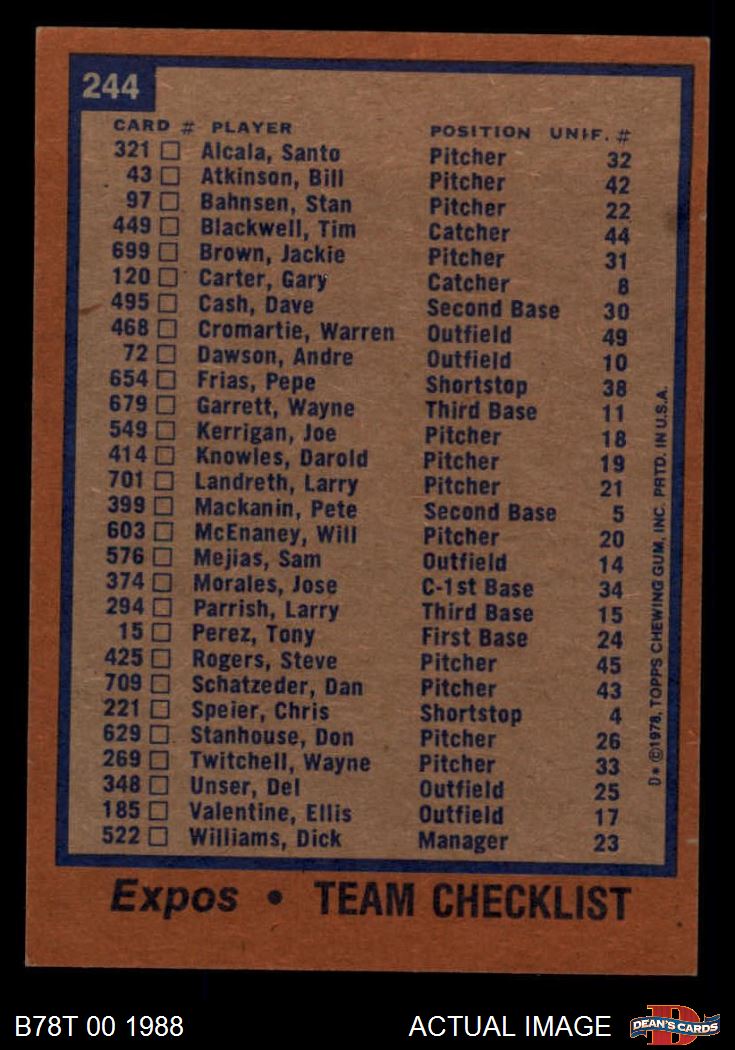 244
CARD # PLAYER POSITION UNIF. #
321 Alcala, Santo Pitcher 32
43 Atkinson, Bill Pitcher 42
97 Bahnsen, Stan Pitcher 22
449 Blackwell, Tim Catcher 44
699 Brown, Jackie Pitcher 31
120 Carter, Gary Catcher 8
495 Cash, Dave Second Base 30
468 Cromartie, Warren Outfield 49
72 Dawson, Andre Outfield 10
654 Frias, Pepe Shortstop 38
679 Garrett, Wayne Third Base 11
549 Kerrigan, Joe Pitcher 18
414 Knowles, Darold Pitcher 19
701 Landreth, Larry Pitcher 21
399 Mackanin, Pete Second Base 5
603 McEnaney, Will Pitcher 20
576 Mejias, Sam Outfield 14
374 Morales, Jose C-1st Base 34
294 Parrish, Larry Third Base 15
15 Perez, Tony First Base 24
425 Rogers, Steve Pitcher 45
709 Schatzeder, Dan Pitcher 43
221 Speier, Chris Shortstop 4
629 Stanhouse, Don Pitcher 26
269 Twitchell, Wayne Pitcher 33
348 Unser, Del Outfield 25
185 Valentine, Ellis Outfield 17
522 Williams, Dick Manager 23
D* ©1978, TOPPS CHEWING GUM, INC. PRTD. IN U.S.A.
Expos • TEAM CHECKLIST
B78T 00 1988 ACTUAL IMAGE DEAN'S CARDS